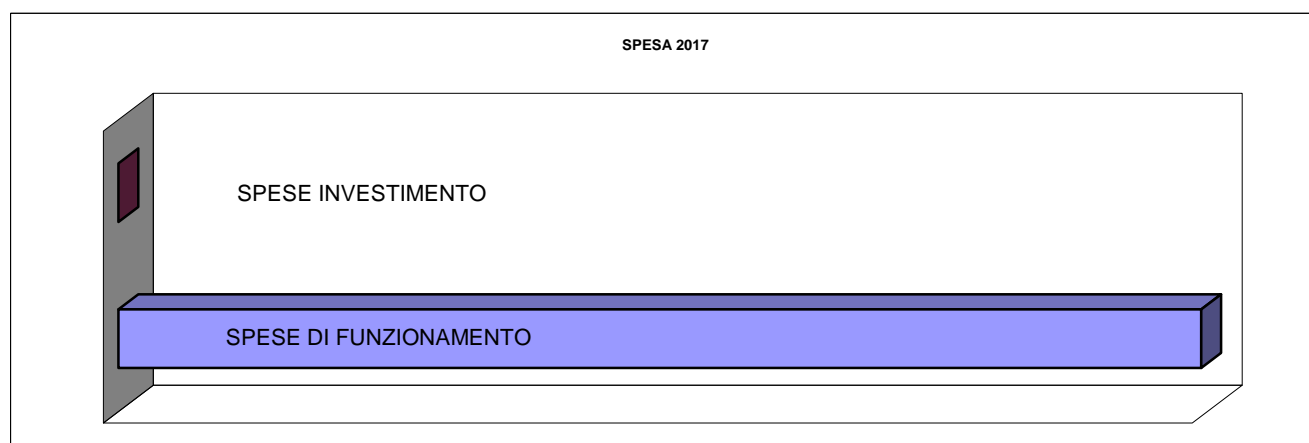 SPESA 2017
SPESE INVESTIMENTO
SPESE DI FUNZIONAMENTO